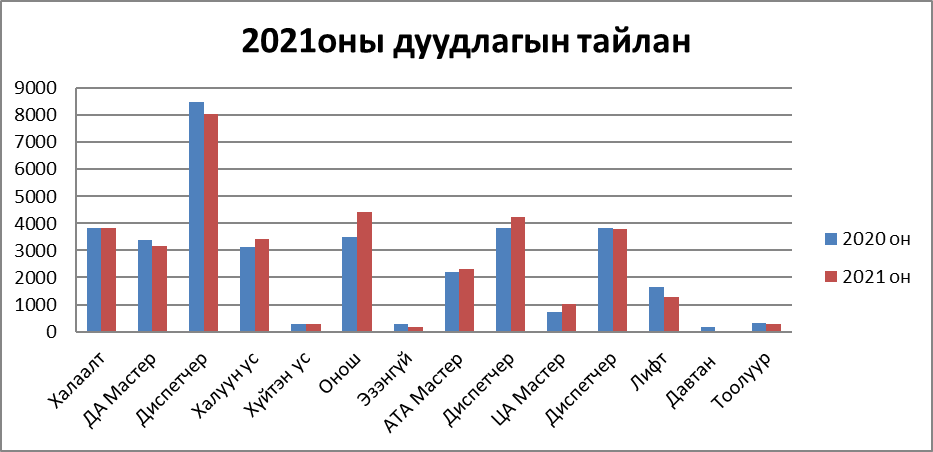 2021оны дуудлагын тайлан
9000
8000
7000
6000
5000
4000
3000
2000
1000
0
Халаалт
ДА Мастер
Диспетчер
Халуун ус
Хүйтэн ус
Онош
Эзэнгүй
АТА Мастер
Диспетчер
ЦА Мастер
Диспетчер
Лифт
Давтан
Тоолуур
2020 он
2021 он